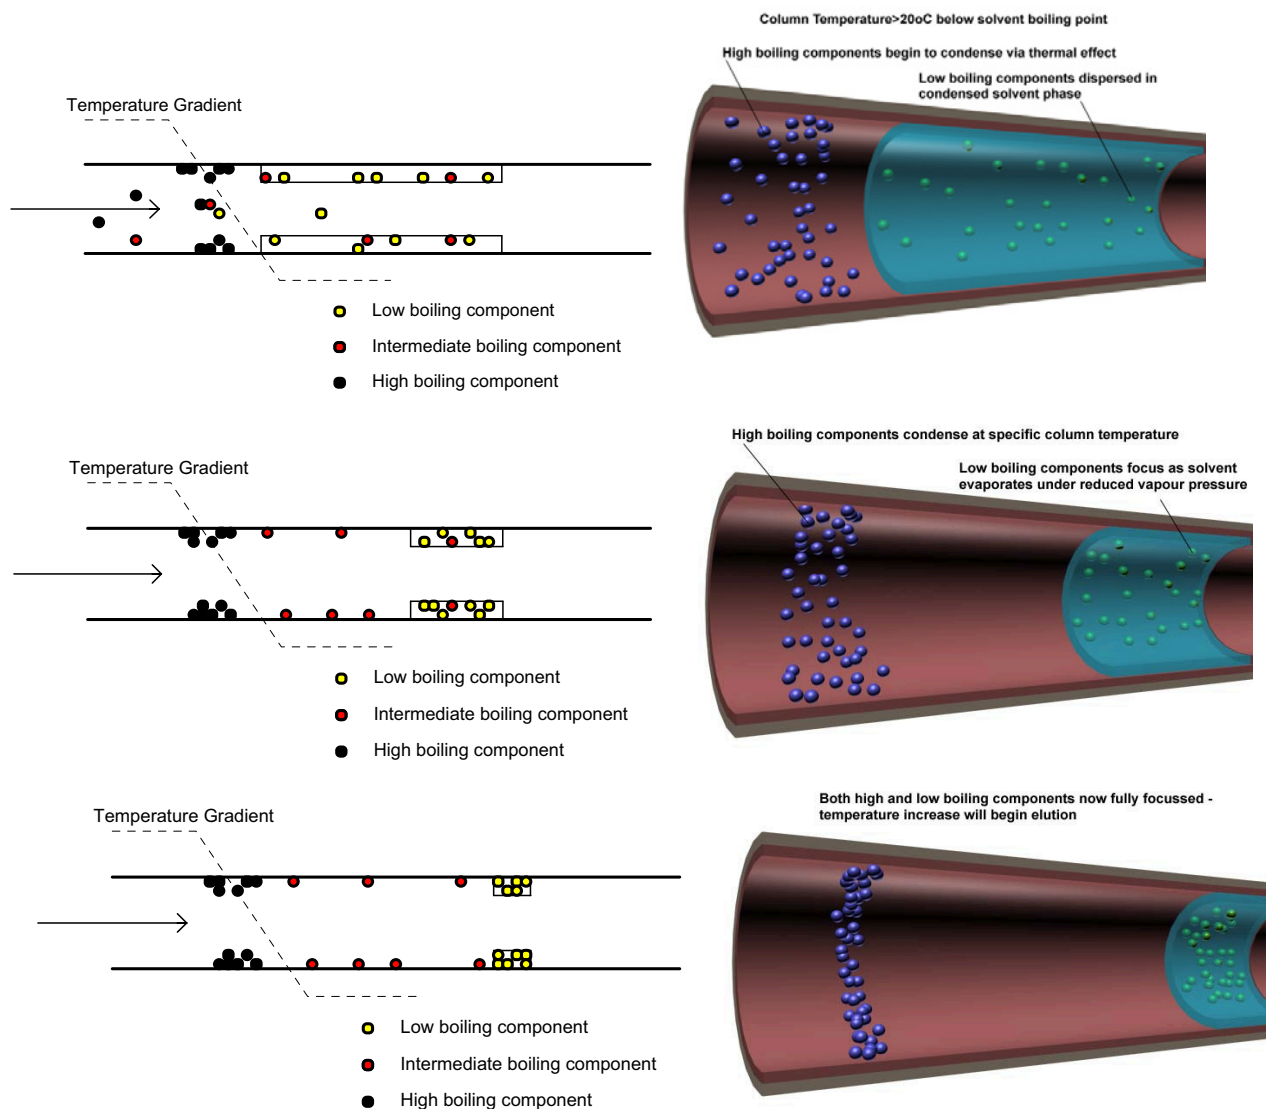 Column Temperature>20oC below solvent boiling point
High boiling components begin to condense via thermal effect
Low boiling components dispersed in
condensed solvent phase
Temperature Gradient
Low boiling component
Intermediate boiling component
High boiling component
High boiling components condense at specific column temperature
Low boiling components focus as solvent
evaporates under reduced vapour pressure
Temperature Gradient
Low boiling component
Intermediate boiling component
High boiling component
Both high and low boiling components now fully focussed -
temperature increase will begin elution
Temperature Gradient
Low boiling component
Intermediate boiling component
High boiling component